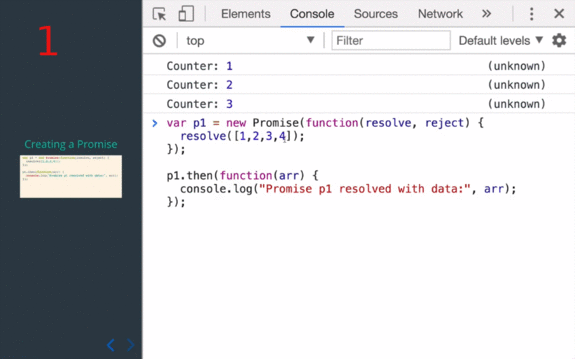 1
Creating a Promise
Elements Console Sources Network »
top Filter Default levels
Counter: 1 (unknown)
Counter: 2 (unknown)
Counter: 3 (unknown)
> var p1 = new Promise(function(resolve, reject) {
resolve([1,2,3,4]);
});
p1.then(function(arr) {
console.log("Promise p1 resolved with data:", arr);
});